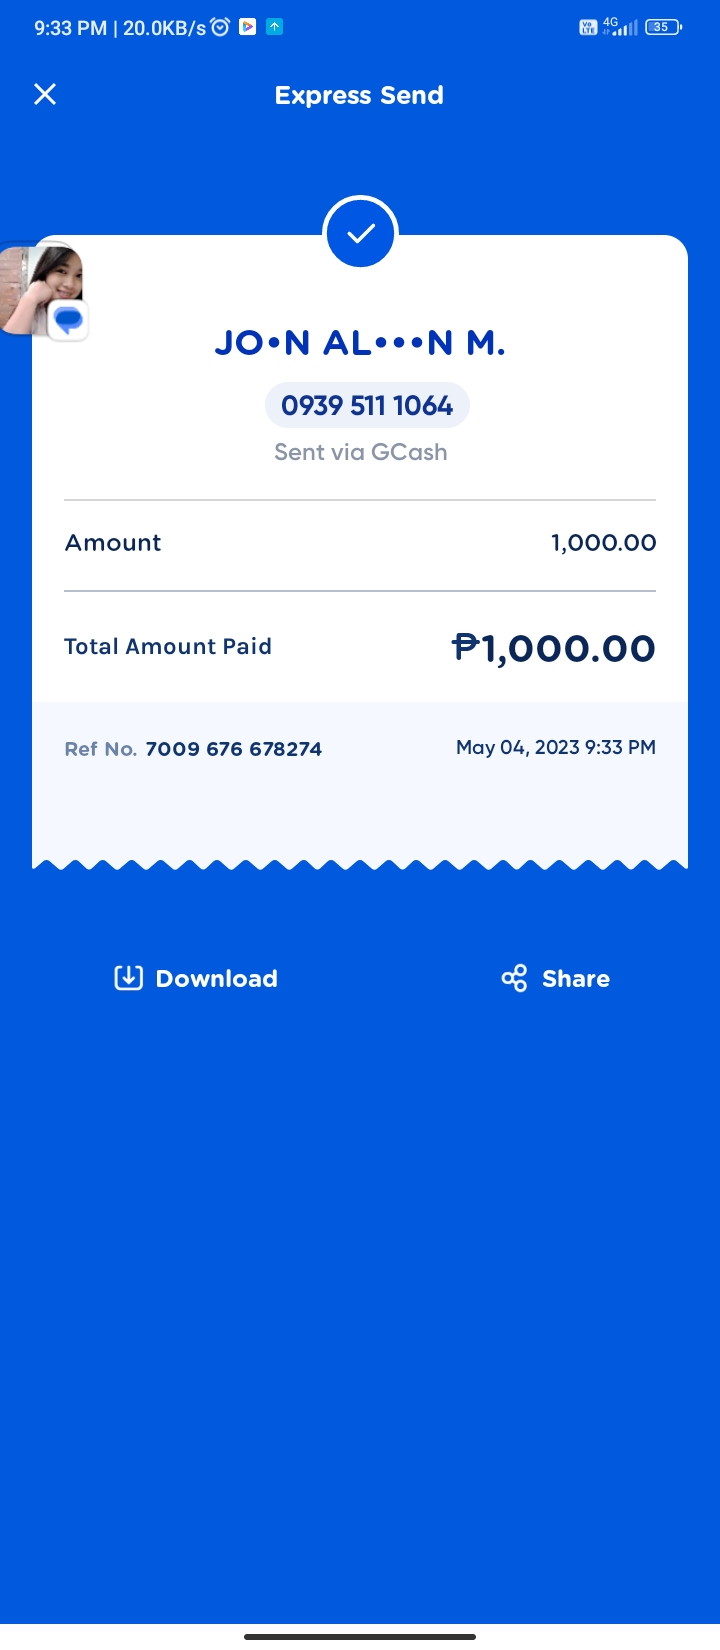 9:33 PM | 20.0KB/s Vo LTE 4G 35
Express Send
JO•N AL•••N M.
0939 511 1064
Sent via GCash
Amount 1,000.00
Total Amount Paid ₱1,000.00
Ref No. 7009 676 678274 May 04, 2023 9:33 PM
Download Share